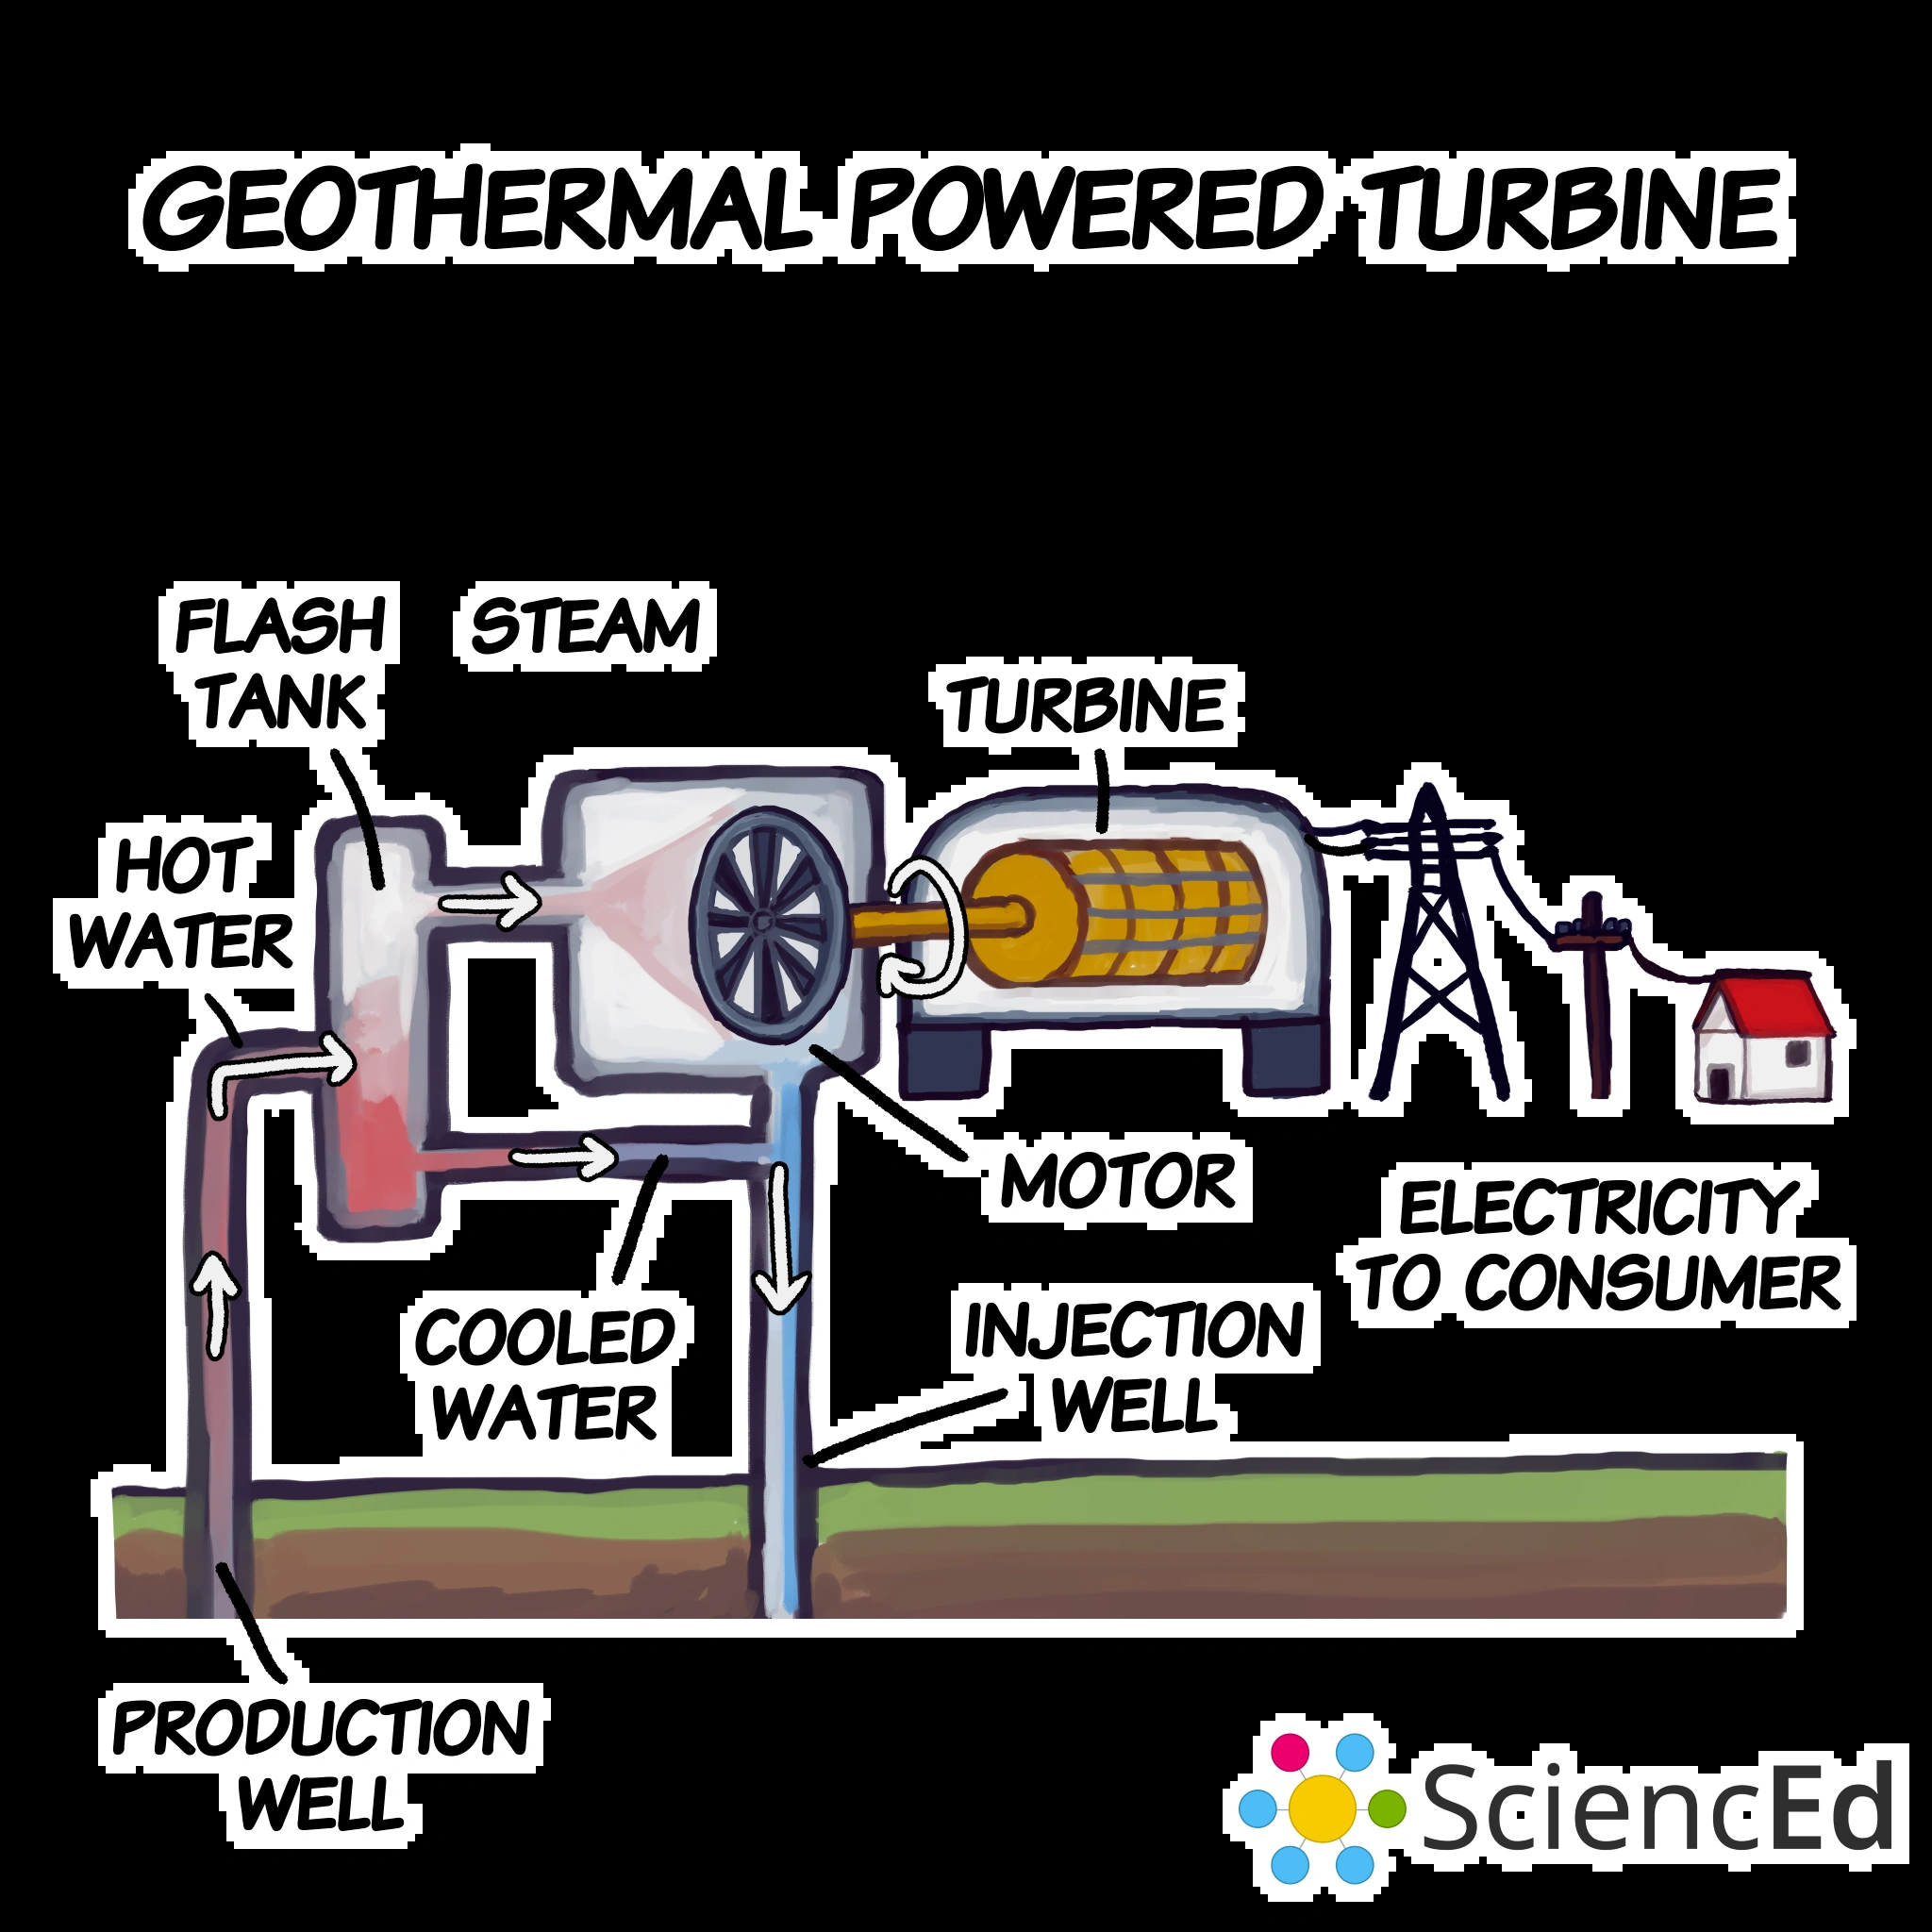 GEOTHERMAL POWERED TURBINE
FLASH
TANK
STEAM
TURBINE
HOT
WATER
MOTOR
ELECTRICITY
TO CONSUMER
COOLED
WATER
INJECTION
WELL
PRODUCTION
WELL
SciencEd